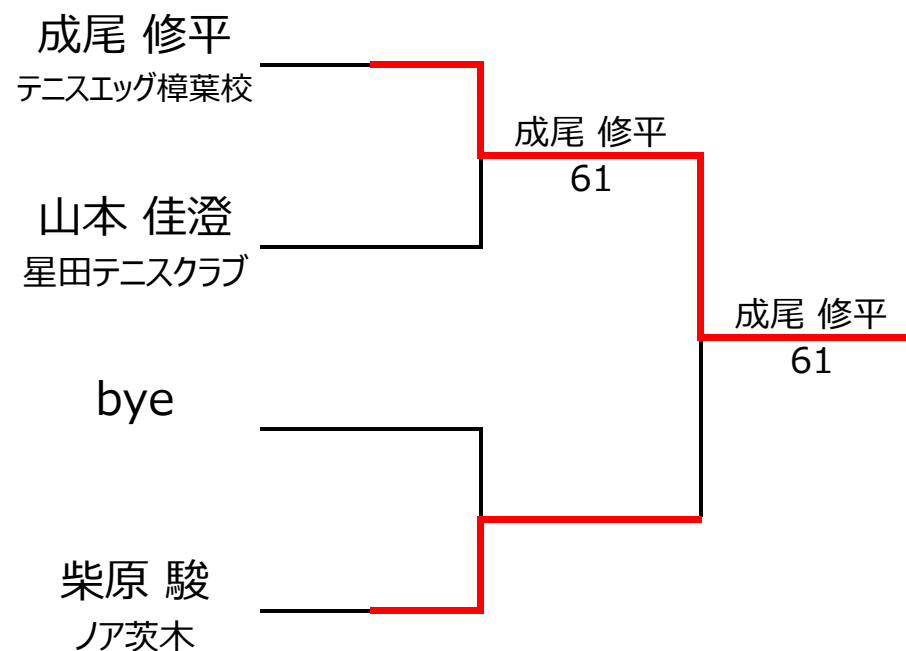 成尾 修平
テニスエッグ樟葉校
成尾 修平
61
山本 佳澄
星田テニスクラブ
成尾 修平
61
bye
柴原 駿
ノア茨木